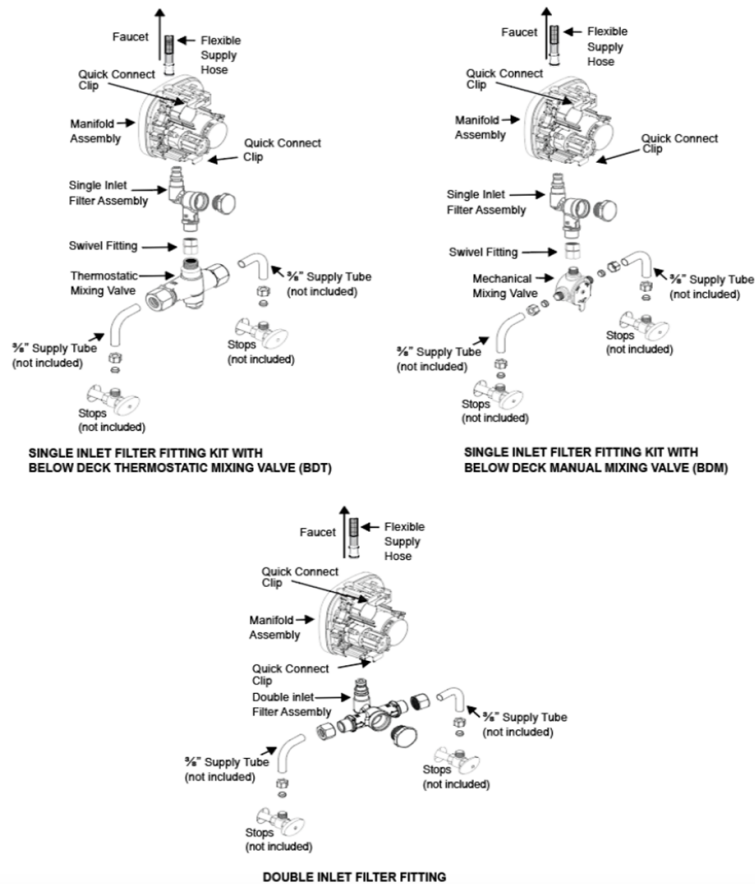 Faucet
Flexible
Supply
Hose
Quick Connect
Clip
Manifold
Assembly
Quick Connect
Clip
Single Inlet
Filter Assembly
Swivel Fitting
Thermostatic
Mixing Valve
⅜" Supply Tube
(not included)
Stops
(not included)
⅜" Supply Tube
(not included)
Stops
(not included)
SINGLE INLET FILTER FITTING KIT WITH
BELOW DECK THERMOSTATIC MIXING VALVE (BDT)
Faucet
Flexible
Supply
Hose
Quick Connect
Clip
Manifold
Assembly
Quick Connect
Clip
Single Inlet
Filter Assembly
Swivel Fitting
Mechanical
Mixing Valve
⅜" Supply Tube
(not included)
Stops
(not included)
⅜" Supply Tube
(not included)
Stops
(not included)
SINGLE INLET FILTER FITTING KIT WITH
BELOW DECK MANUAL MIXING VALVE (BDM)
Faucet
Flexible
Supply
Hose
Quick Connect
Clip
Manifold
Assembly
Quick Connect
Clip
Double inlet
Filter Assembly
⅜" Supply Tube
(not included)
Stops
(not included)
⅜" Supply Tube
(not included)
Stops
(not included)
DOUBLE INLET FILTER FITTING